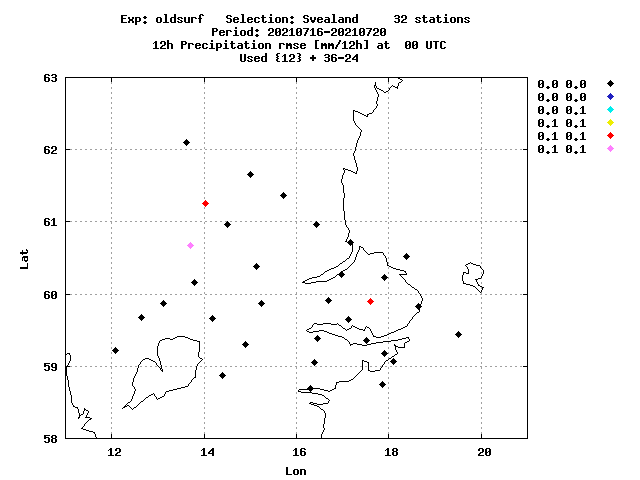 Exp: oldsurf   Selection: Svealand     32 stations
Period: 20210716-20210720
12h Precipitation rmse [mm/12h] at  00 UTC
Used {12} + 36-24
63
62
61
60
59
58
Lat
12
14
16
18
20
Lon
0.0 0.0
0.0 0.0
0.0 0.1
0.1 0.1
0.1 0.1
0.1 0.1